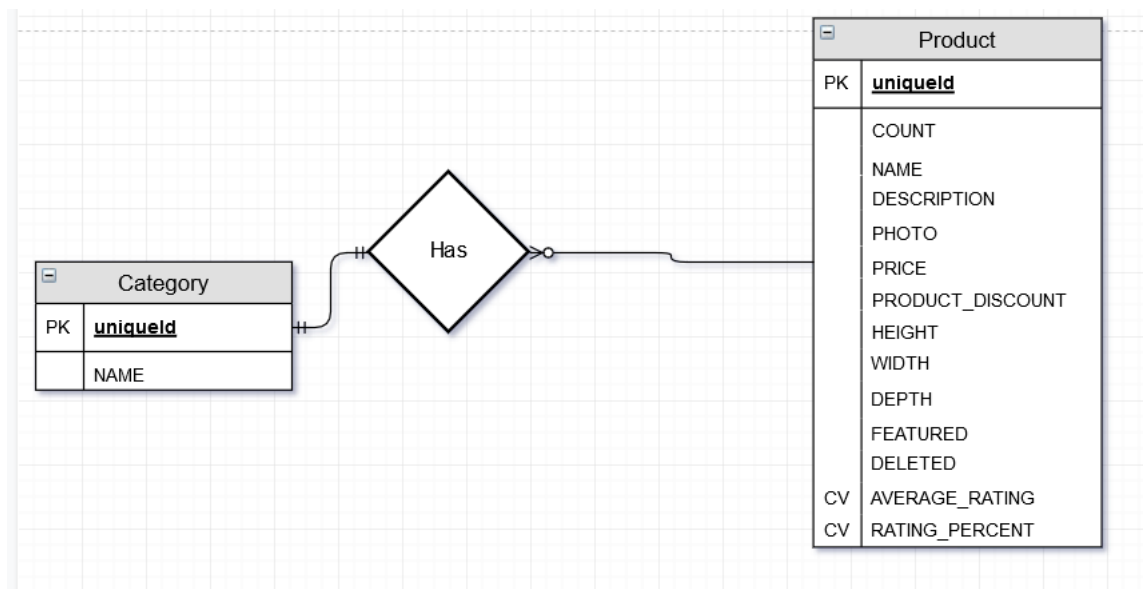 Product
PK uniqueId
COUNT
NAME
DESCRIPTION
PHOTO
PRICE
PRODUCT_DISCOUNT
HEIGHT
WIDTH
DEPTH
FEATURED
DELETED
CV AVERAGE_RATING
CV RATING_PERCENT
Has
Category
PK uniqueId
NAME